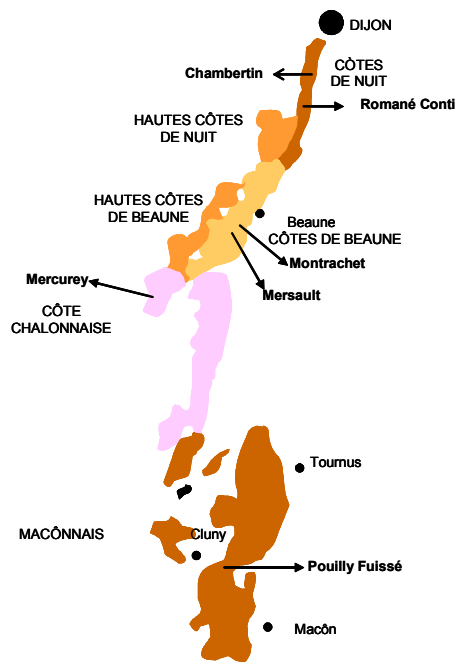 DIJON
CÒTES
DE NUIT
Chambertin
Romané Conti
HAUTES CÔTES
DE NUIT
HAUTES CÔTES
DE BEAUNE
Beaune
CÔTES DE BEAUNE
Montrachet
Mersault
Mercurey
CÔTE
CHALONNAISE
Tournus
MACÔNNAIS
Cluny
Pouilly Fuissé
Macôn